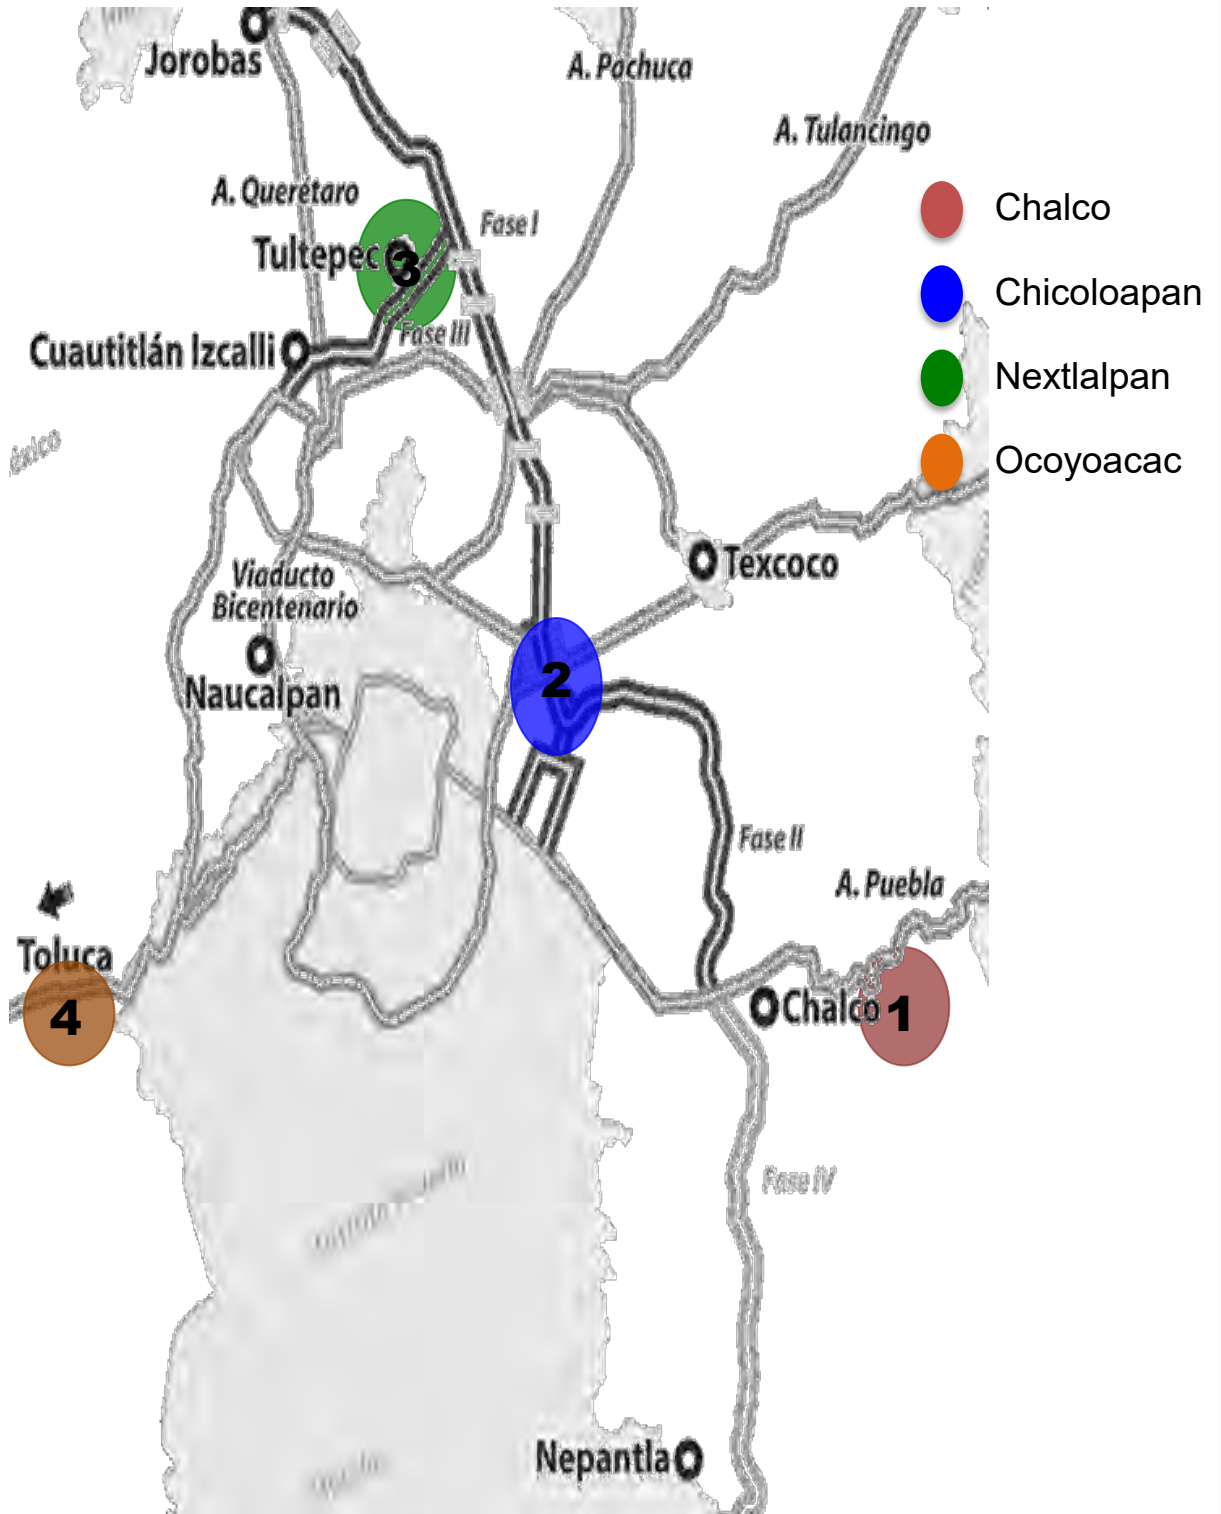 Jorobas
A. Pachuca
A. Tulancingo
A. Querétaro
Chalco
Fase I
Tultepec
3
Chicoloapan
Fase III
Cuautitlán Izcalli
Nextlalpan
Ocoyoacac
Texcoco
Viaducto
Bicentenario
Naucalpan
2
Fase II
A. Puebla
Toluca
Chalco
1
4
Fase IV
Nepantla